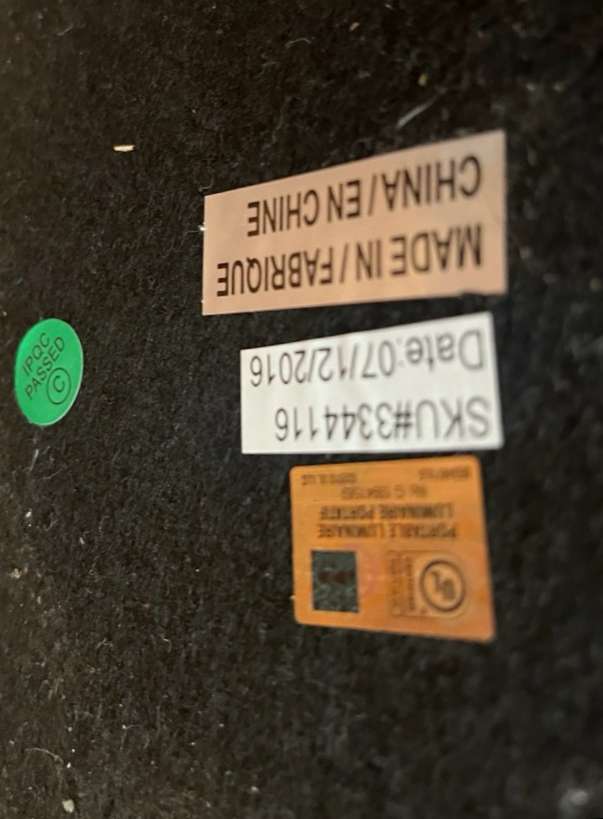 PORTABLE LUMINAIRE
LUMINAIRE PORTATIF
SKU#3344116
Date:07/12/2016
MADE IN / FABRIQUE
CHINA / EN CHINE
IPQC
PASSED
C